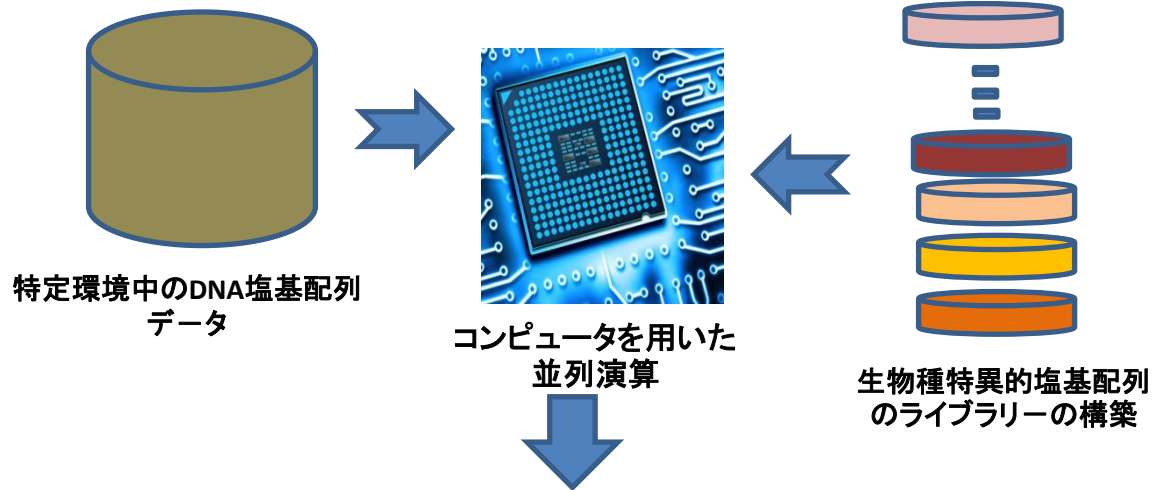 特定環境中のDNA塩基配列
データ
コンピュータを用いた
並列演算
生物種特異的塩基配列
のライブラリーの構築